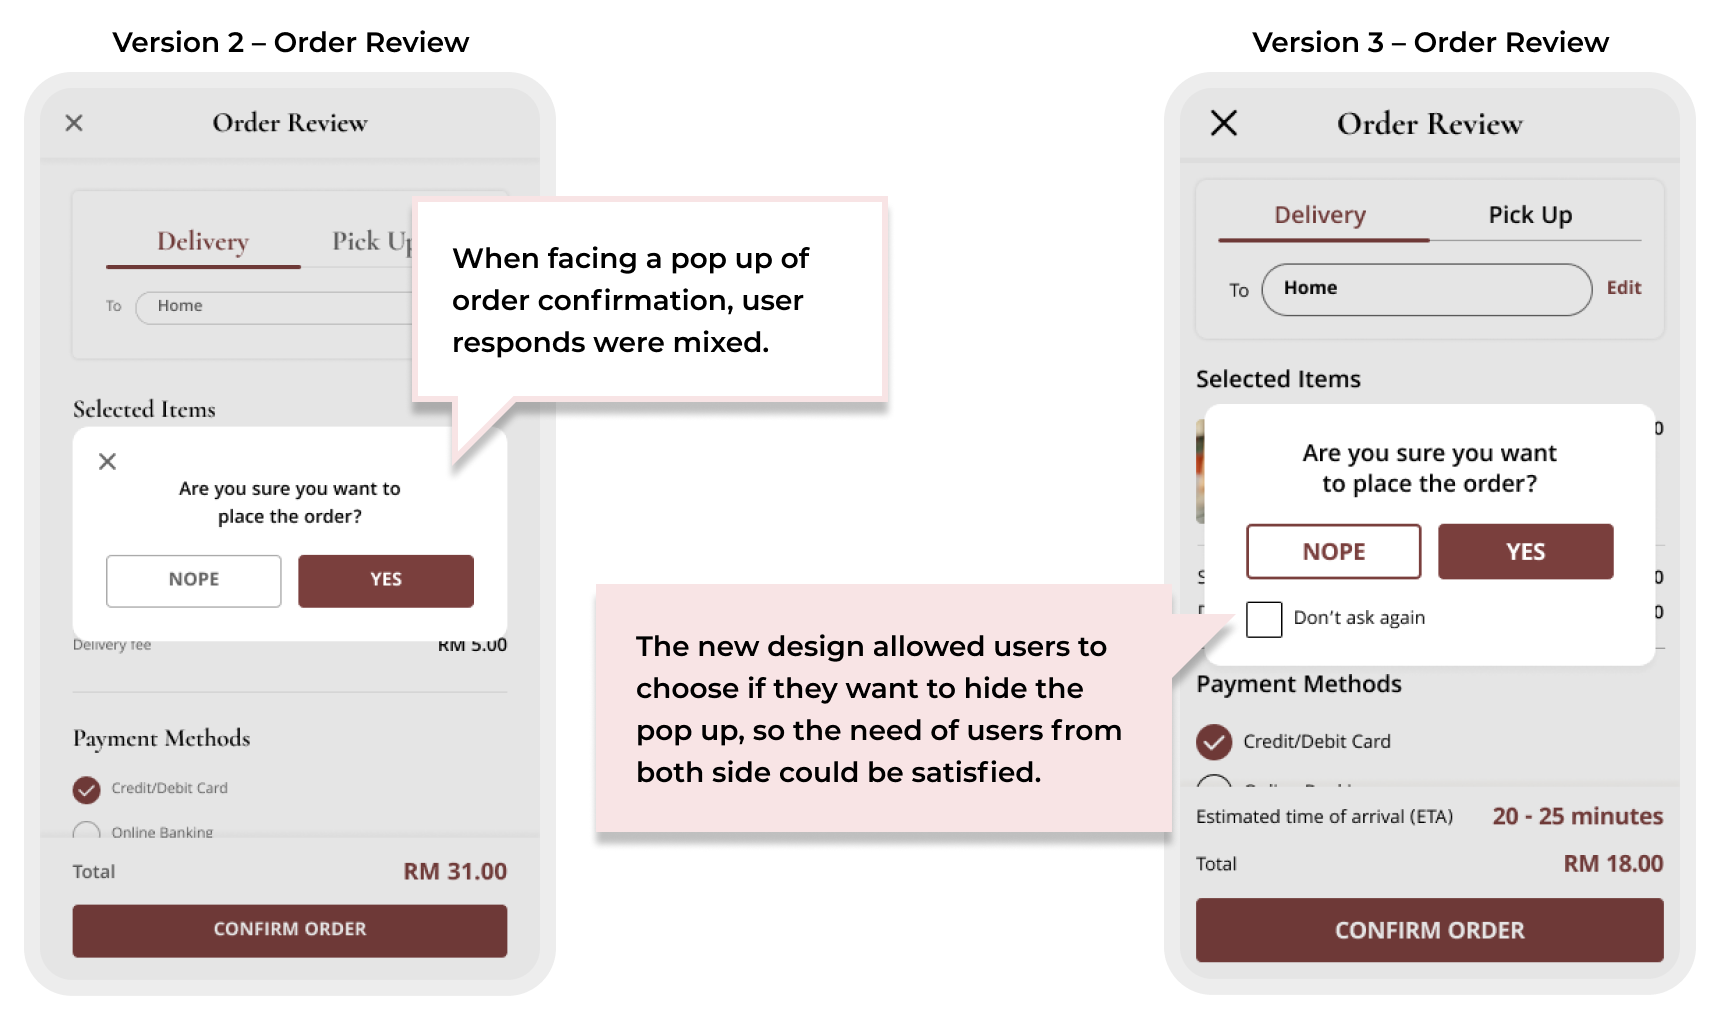 Version 2 – Order Review
Order Review
Delivery
Pick Up
To
Home
When facing a pop up of
order confirmation, user
responds were mixed.
Selected Items
Are you sure you want to
place the order?
NOPE
YES
Delivery fee
RM 5.00
Payment Methods
Credit/Debit Card
Online Banking
Total
RM 31.00
CONFIRM ORDER
The new design allowed users to
choose if they want to hide the
pop up, so the need of users from
both side could be satisfied.
Version 3 – Order Review
Order Review
Delivery
Pick Up
To
Home
Edit
Selected Items
Are you sure you want
to place the order?
NOPE
YES
Don't ask again
Payment Methods
Credit/Debit Card
Estimated time of arrival (ETA)
20 - 25 minutes
Total
RM 18.00
CONFIRM ORDER